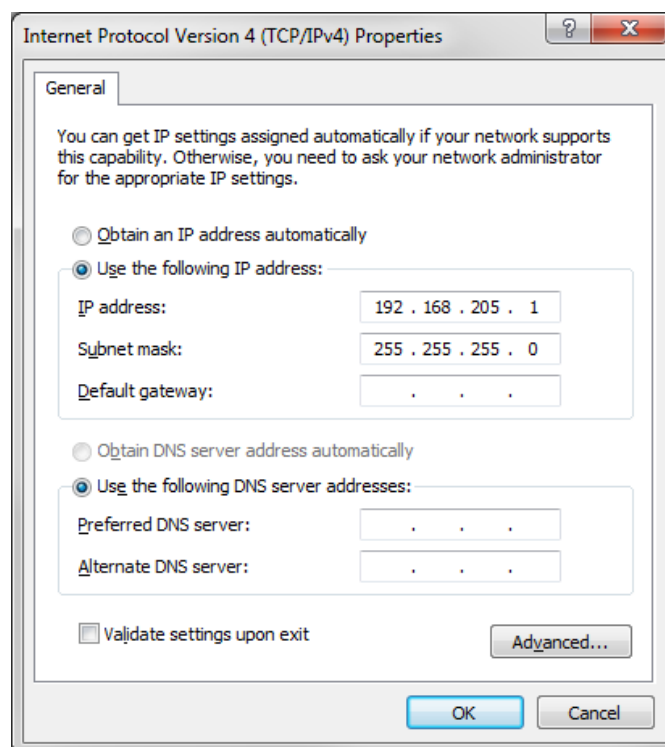 Internet Protocol Version 4 (TCP/IPv4) Properties
?
X
General
You can get IP settings assigned automatically if your network supports
this capability. Otherwise, you need to ask your network administrator
for the appropriate IP settings.
Obtain an IP address automatically
Use the following IP address:
IP address: 192 . 168 . 205 . 1
Subnet mask: 255 . 255 . 255 . 0
Default gateway: . . .
Obtain DNS server address automatically
Use the following DNS server addresses:
Preferred DNS server: . . .
Alternate DNS server: . . .
Validate settings upon exit
Advanced...
OK Cancel